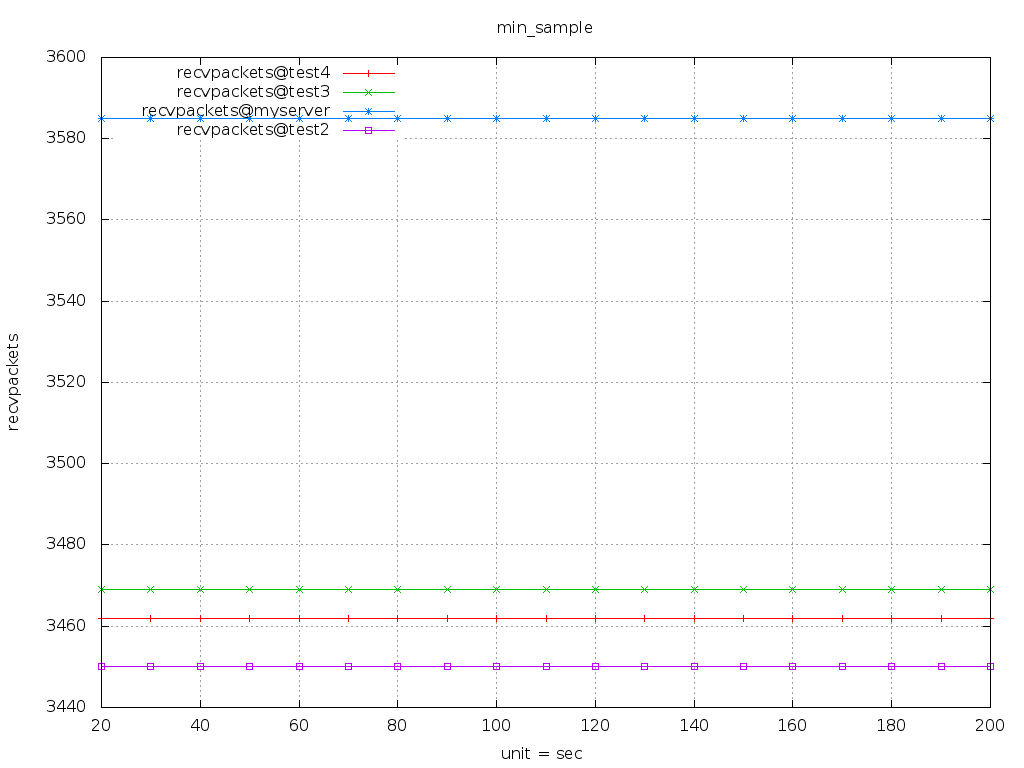 min_sample
3600
recvpackets@test4
recvpackets@test3
recvpackets@myserver
recvpackets@test2
3580
3560
3540
3520
recvpackets
3500
3480
3460
3440
20 40 60 80 100 120 140 160 180 200
unit = sec